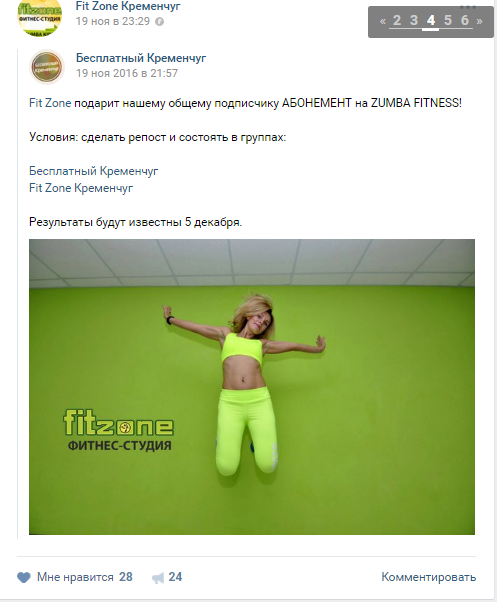 fitzone
ФИТНЕС-СТУДИЯ
ZUMBA FITNESS
Fit Zone Кременчуг
19 ноя в 23:29
« 2 3 4 5 6 »
Бесплатный Кременчуг
19 ноя 2016 в 21:57
Fit Zone подарит нашему общему подписчику АБОНЕМЕНТ на ZUMBA FITNESS!
Условия: сделать репост и состоять в группах:
Бесплатный Кременчуг
Fit Zone Кременчуг
Результаты будут известны 5 декабря.
fitzone
ФИТНЕС-СТУДИЯ
Мне нравится 28
24
Комментировать